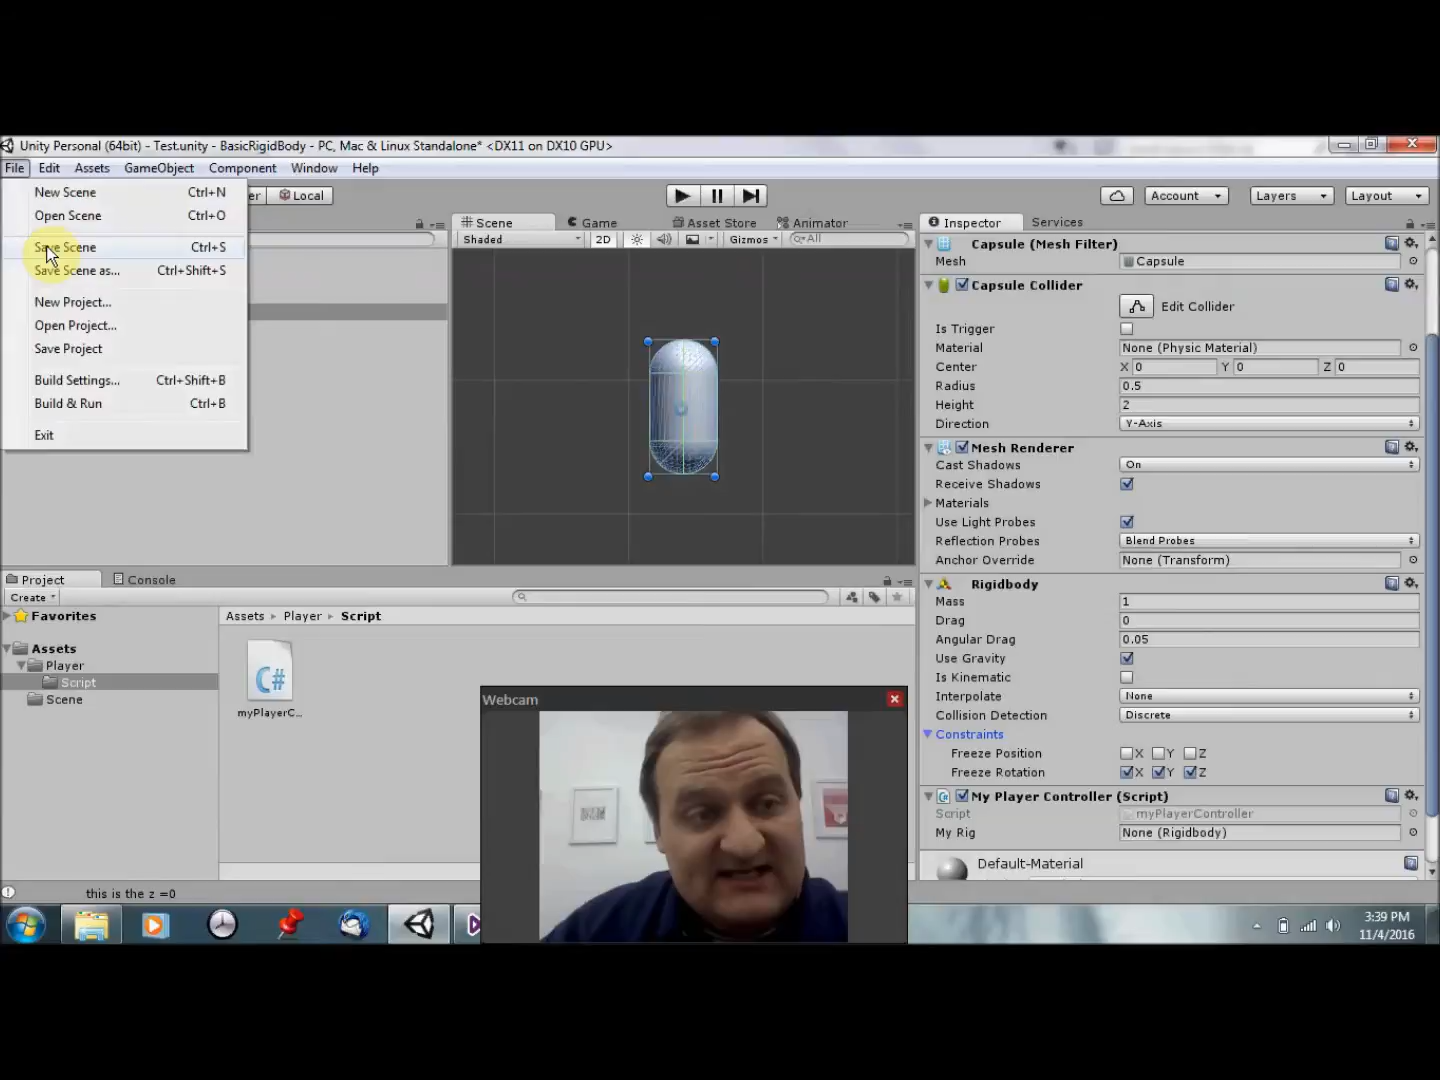 Unity Personal (64bit) - Test.unity - BasicRigidBody - PC, Mac & Linux Standalone* <DX11 on DX10 GPU>
File Edit Assets GameObject Component Window Help
New Scene Ctrl+N
Open Scene Ctrl+O
Save Scene Ctrl+S
Save Scene as... Ctrl+Shift+S
New Project...
Open Project...
Save Project
Build Settings... Ctrl+Shift+B
Build & Run Ctrl+B
Exit
Local
Account
Layers
Layout
Scene Game Asset Store Animator
Shaded 2D Gizmos All
Inspector Services
Capsule (Mesh Filter)
Mesh Capsule
Capsule Collider
Edit Collider
Is Trigger
Material None (Physic Material)
Center X 0 Y 0 Z 0
Radius 0.5
Height 2
Direction Y-Axis
Mesh Renderer
Cast Shadows On
Receive Shadows
Materials
Use Light Probes
Reflection Probes Blend Probes
Anchor Override None (Transform)
Rigidbody
Mass 1
Drag 0
Angular Drag 0.05
Use Gravity
Is Kinematic
Interpolate None
Collision Detection Discrete
Constraints
Freeze Position X Y Z
Freeze Rotation X Y Z
My Player Controller (Script)
Script myPlayerController
My Rig None (Rigidbody)
Default-Material
Project Console
Create
Favorites
Assets
Player
Script
Scene
Assets Player Script
C#
myPlayerC...
Webcam
this is the z =0
3:39 PM
11/4/2016